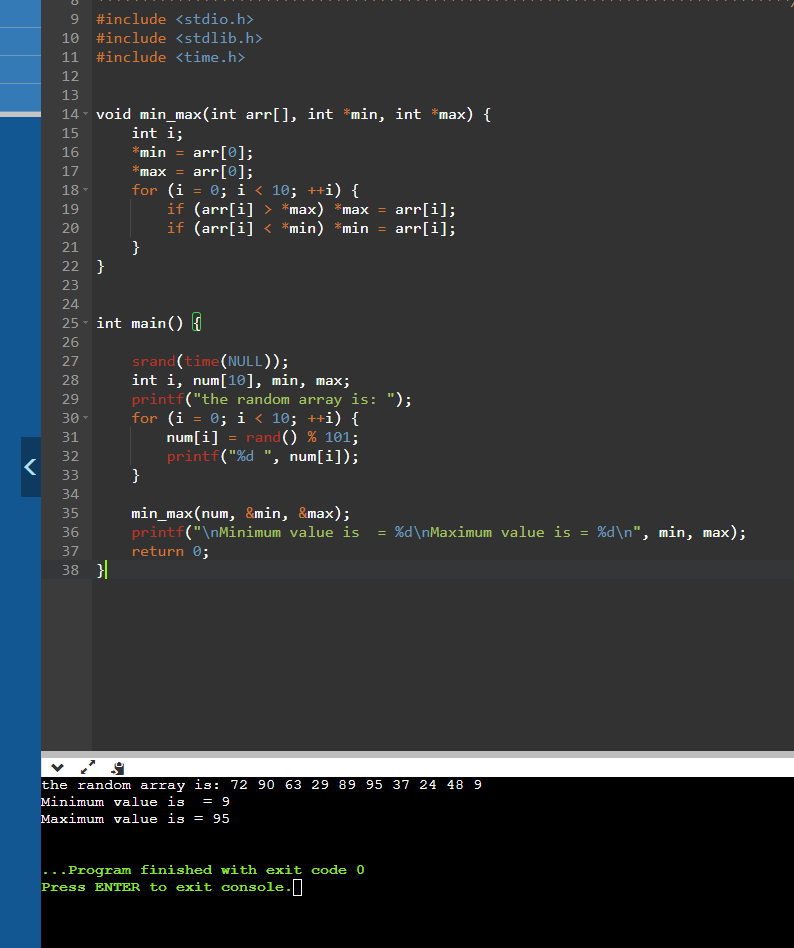 8
9 #include <stdio.h>
10 #include <stdlib.h>
11 #include <time.h>
12
13
14 void min_max(int arr[], int *min, int *max) {
15     int i;
16     *min = arr[0];
17     *max = arr[0];
18     for (i = 0; i < 10; ++i) {
19         if (arr[i] > *max) *max = arr[i];
20         if (arr[i] < *min) *min = arr[i];
21     }
22 }
23
24
25 int main() {
26
27     srand(time(NULL));
28     int i, num[10], min, max;
29     printf("the random array is: ");
30     for (i = 0; i < 10; ++i) {
31         num[i] = rand() % 101;
32         printf("%d ", num[i]);
33     }
34
35     min_max(num, &min, &max);
36     printf("\nMinimum value is  = %d\nMaximum value is = %d\n", min, max);
37     return 0;
38 }
the random array is: 72 90 63 29 89 95 37 24 48 9
Minimum value is  = 9
Maximum value is = 95
...Program finished with exit code 0
Press ENTER to exit console.